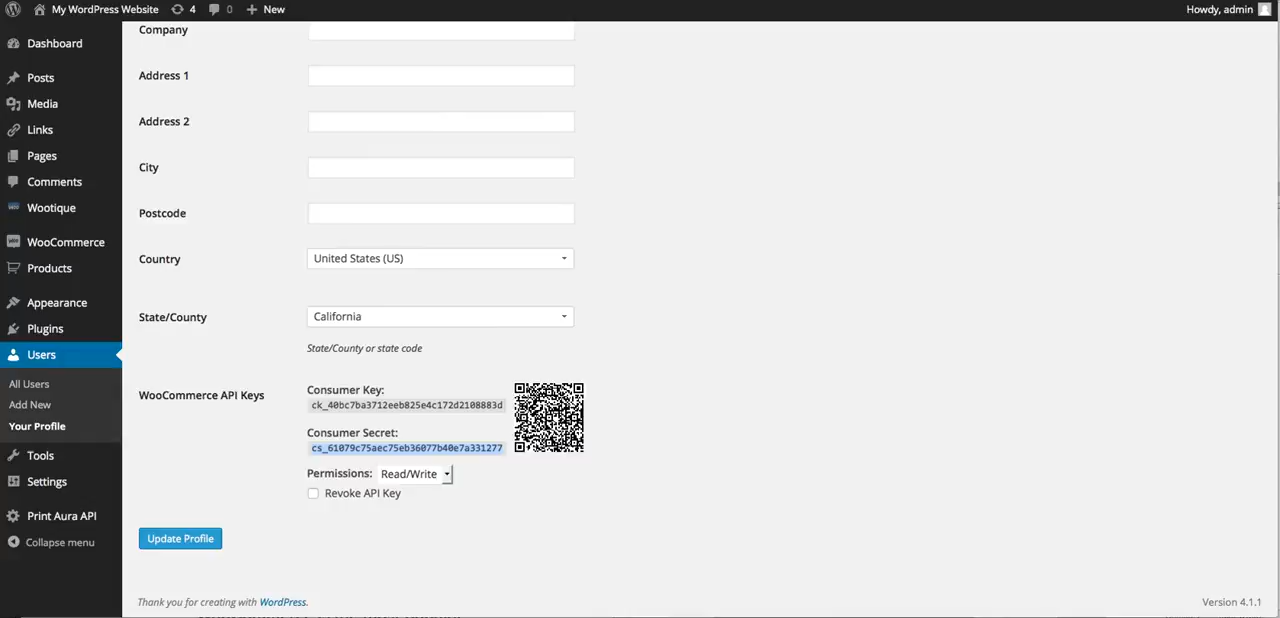 My WordPress Website 4 0 New Howdy, admin
Dashboard
Posts
Media
Links
Pages
Comments
Wootique
WooCommerce
Products
Appearance
Plugins
Users
All Users
Add New
Your Profile
Tools
Settings
Print Aura API
Collapse menu
Company
Address 1
Address 2
City
Postcode
Country United States (US)
State/County California
State/County or state code
WooCommerce API Keys
Consumer Key:
ck_40bc7ba3712eeb825e4c172d2108883d
Consumer Secret:
cs_61079c75aec75eb36077b40e7a331277
Permissions: Read/Write
Revoke API Key
Update Profile
Thank you for creating with WordPress. Version 4.1.1